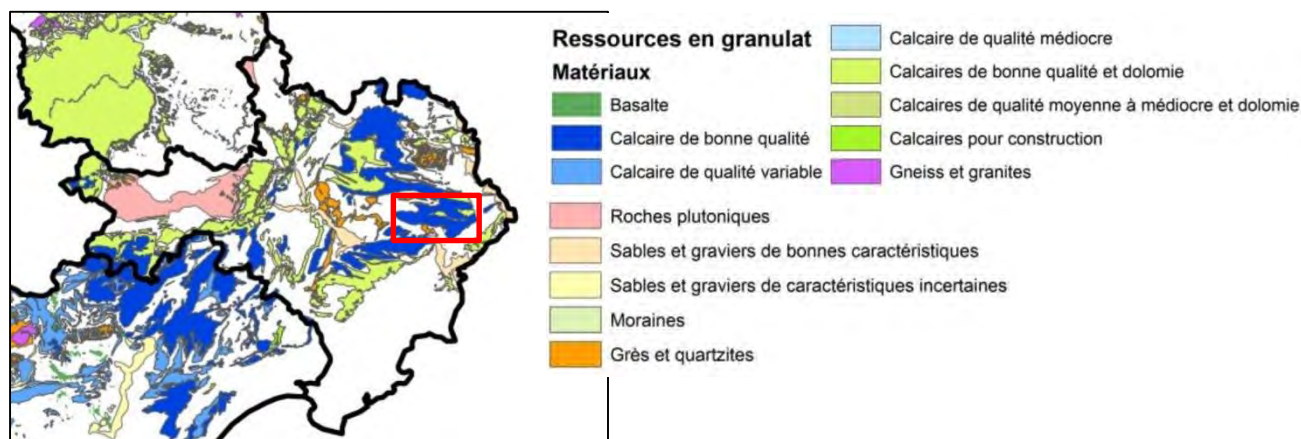 Ressources en granulat
Matériaux
Basalte
Calcaire de bonne qualité
Calcaire de qualité variable
Calcaire de qualité médiocre
Calcaires de bonne qualité et dolomie
Calcaires de qualité moyenne à médiocre et dolomie
Calcaires pour construction
Gneiss et granites
Roches plutoniques
Sables et graviers de bonnes caractéristiques
Sables et graviers de caractéristiques incertaines
Moraines
Grès et quartzites